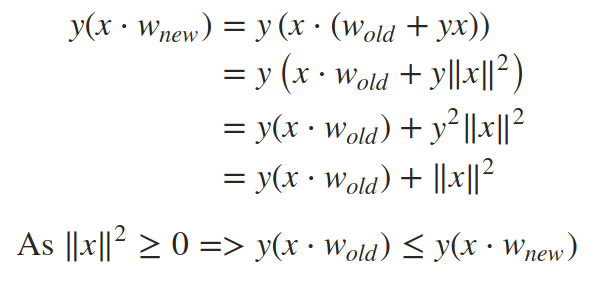 y(x · w_new) = y (x · (w_old + yx))
= y (x · w_old + y||x||²)
= y(x · w_old) + y²||x||²
= y(x · w_old) + ||x||²
As ||x||² ≥ 0 => y(x · w_old) ≤ y(x · w_new)